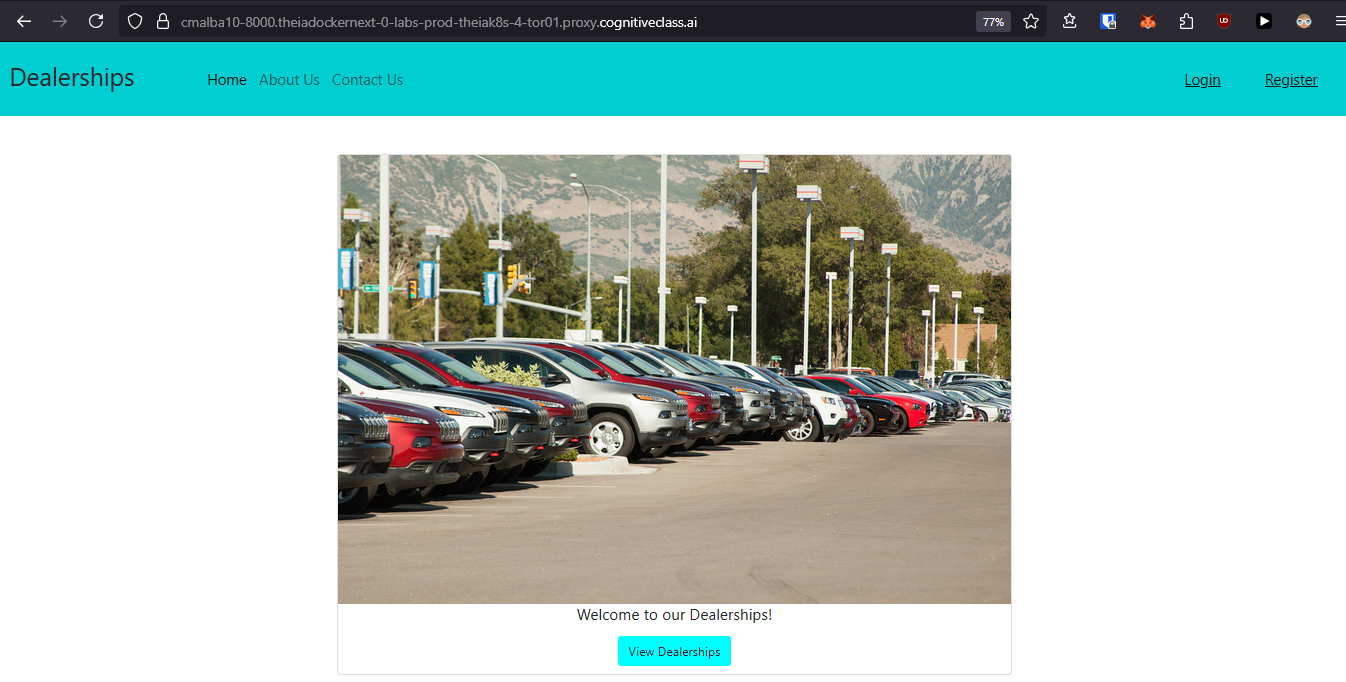 cmalba10-8000.theiadockernext-0-labs-prod-theiak8s-4-tor01.proxy.cognitiveclass.ai
77%
Dealerships
Home About Us Contact Us
Login Register
Welcome to our Dealerships!
View Dealerships